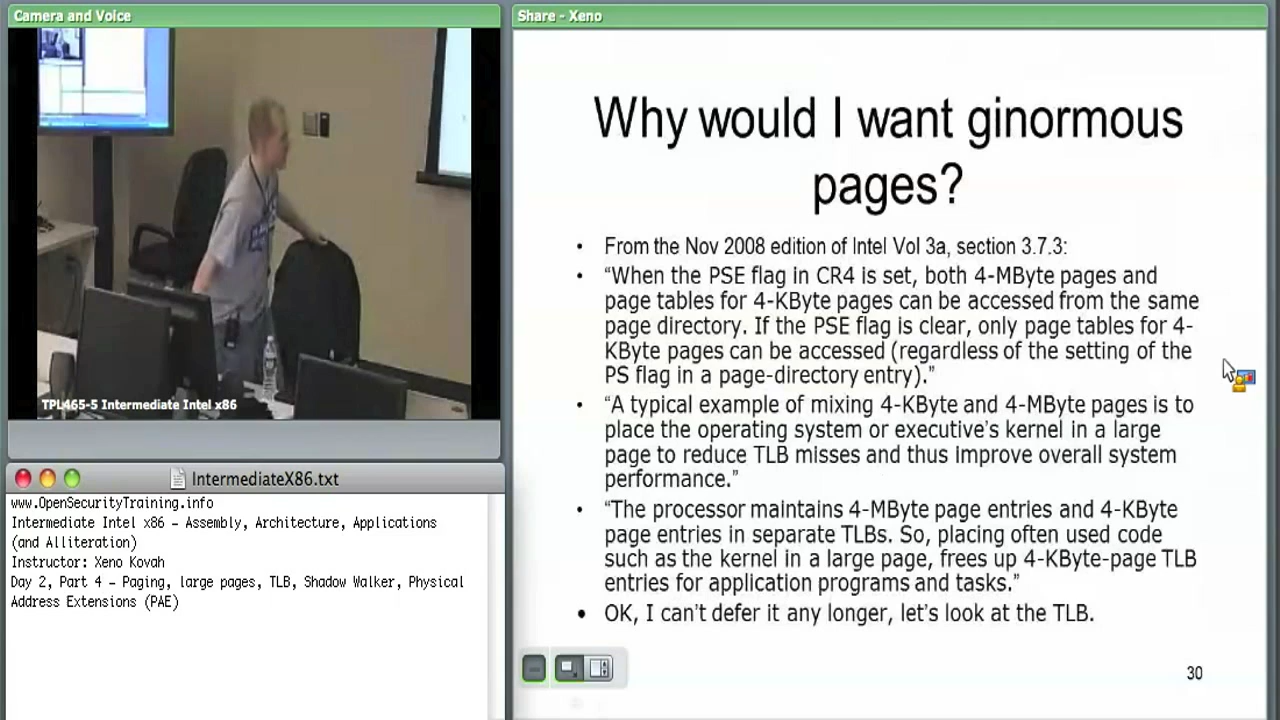 Camera and Voice
TPL465-5 Intermediate Intel x86
IntermediateX86.txt
www.OpenSecurityTraining.info
Intermediate Intel x86 – Assembly, Architecture, Applications
(and Alliteration)
Instructor: Xeno Kovah
Day 2, Part 4 – Paging, large pages, TLB, Shadow Walker, Physical
Address Extensions (PAE)
Share - Xeno
Why would I want ginormous
pages?
• From the Nov 2008 edition of Intel Vol 3a, section 3.7.3:
• “When the PSE flag in CR4 is set, both 4-MByte pages and
page tables for 4-KByte pages can be accessed from the same
page directory. If the PSE flag is clear, only page tables for 4-
KByte pages can be accessed (regardless of the setting of the
PS flag in a page-directory entry).”
• “A typical example of mixing 4-KByte and 4-MByte pages is to
place the operating system or executive’s kernel in a large
page to reduce TLB misses and thus improve overall system
performance.”
• “The processor maintains 4-MByte page entries and 4-KByte
page entries in separate TLBs. So, placing often used code
such as the kernel in a large page, frees up 4-KByte-page TLB
entries for application programs and tasks.”
• OK, I can’t defer it any longer, let’s look at the TLB.
30